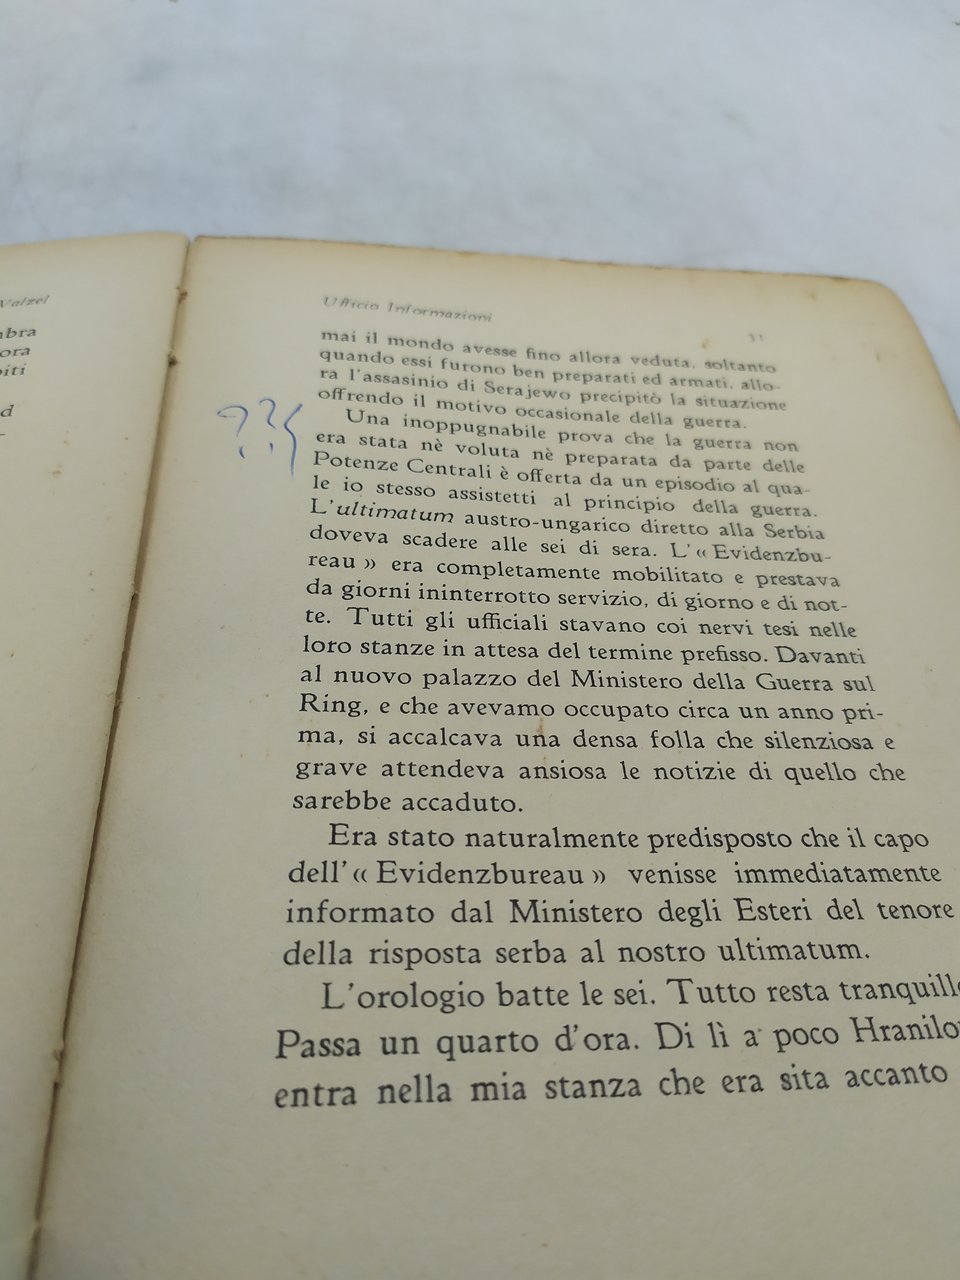 Valzel
Ufficio Informazioni
mai il mondo avesse fino allora veduta, soltanto
quando essi furono ben preparati ed armati, allo-
ra l'assasinio di Serajewo precipitò la situazione
offrendo il motivo occasionale della guerra.
Una inoppugnabile prova che la guerra non
era stata nè voluta nè preparata da parte delle
Potenze Centrali è offerta da un episodio al qua-
le io stesso assistetti al principio della guerra.
L'ultimatum austro-ungarico diretto alla Serbia
doveva scadere alle sei di sera. L' « Evidenzbu-
reau » era completamente mobilitato e prestava
da giorni ininterrotto servizio, di giorno e di not-
te. Tutti gli ufficiali stavano coi nervi tesi nelle
loro stanze in attesa del termine prefisso. Davanti
al nuovo palazzo del Ministero della Guerra sul
Ring, e che avevamo occupato circa un anno pri-
ma, si accalcava una densa folla che silenziosa e
grave attendeva ansiosa le notizie di quello che
sarebbe accaduto.
Era stato naturalmente predisposto che il capo
dell'« Evidenzbureau » venisse immediatamente
informato dal Ministero degli Esteri del tenore
della risposta serba al nostro ultimatum.
L'orologio batte le sei. Tutto resta tranquillo
Passa un quarto d'ora. Di lì a poco Hranilo
entra nella mia stanza che era sita accanto
??